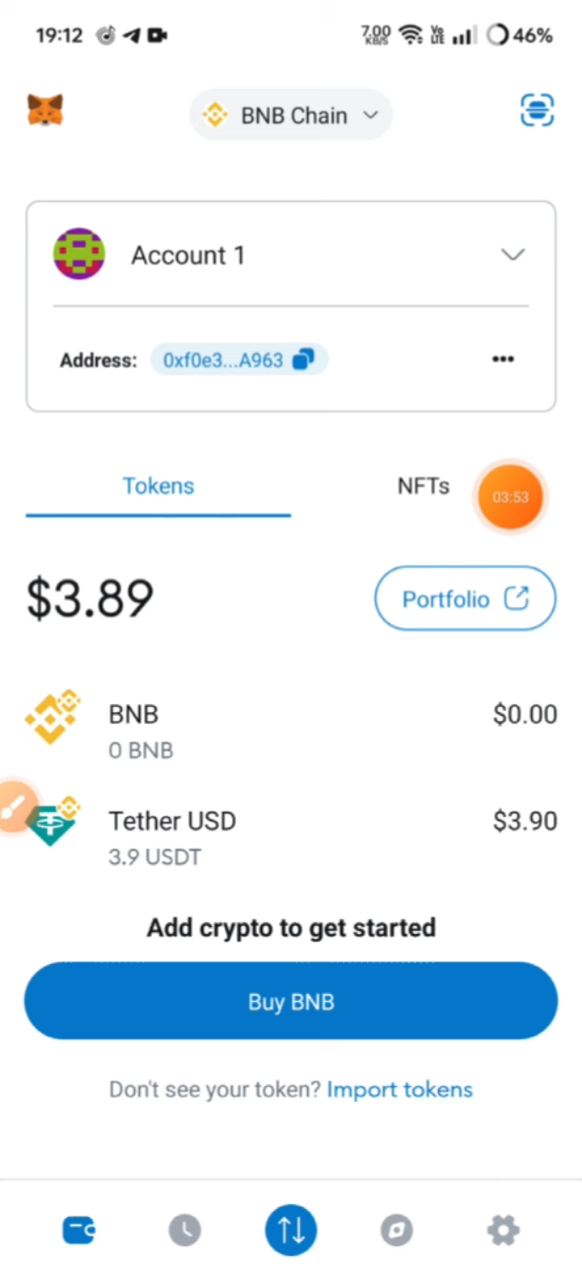 19:12 7.00 KB/S Vo LTE 46%
BNB Chain
Account 1
Address: 0xf0e3...A963
Tokens NFTs 03:53
$3.89 Portfolio
BNB $0.00
0 BNB
Tether USD $3.90
3.9 USDT
Add crypto to get started
Buy BNB
Don't see your token? Import tokens